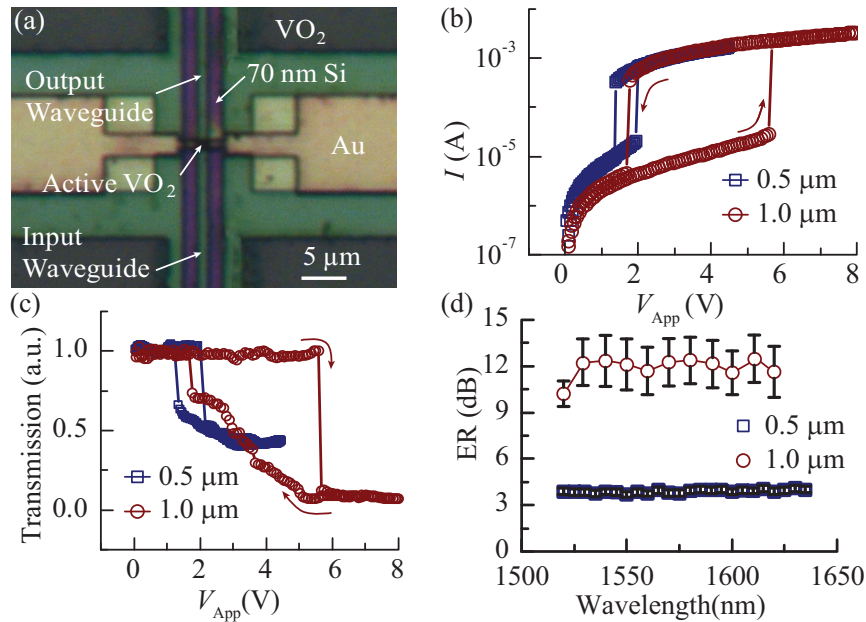 (a)
VO2
Output
Waveguide
70 nm Si
Au
Active VO2
Input
Waveguide
5 μm
(b)
10-3
10-5
10-7
I (A)
0.5 μm
1.0 μm
0 2 4 6 8
VApp (V)
(c)
1.0
0.5
0.0
Transmission (a.u.)
0.5 μm
1.0 μm
0 2 4 6 8
VApp(V)
(d)
15
12
9
6
3
0
ER (dB)
0.5 μm
1.0 μm
1500 1550 1600 1650
Wavelength(nm)